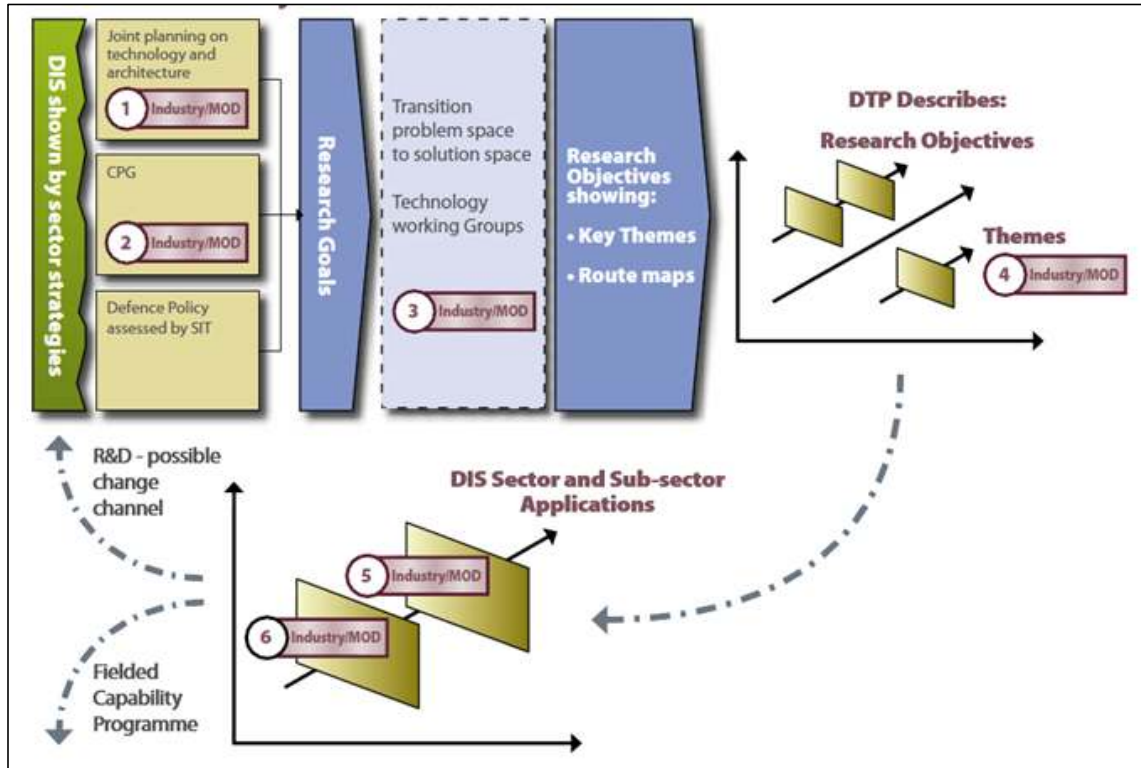 DIS shown by sector strategies
Joint planning on
technology and
architecture
1 Industry/MOD
CPG
2 Industry/MOD
Defence Policy
assessed by SIT
Research Goals
Transition
problem space
to solution space
Technology
working Groups
3 Industry/MOD
Research
Objectives
showing:
• Key Themes
• Route maps
DTP Describes:
Research Objectives
Themes
4 Industry/MOD
R&D - possible
change
channel
DIS Sector and Sub-sector
Applications
5 Industry/MOD
6 Industry/MOD
Fielded
Capability
Programme